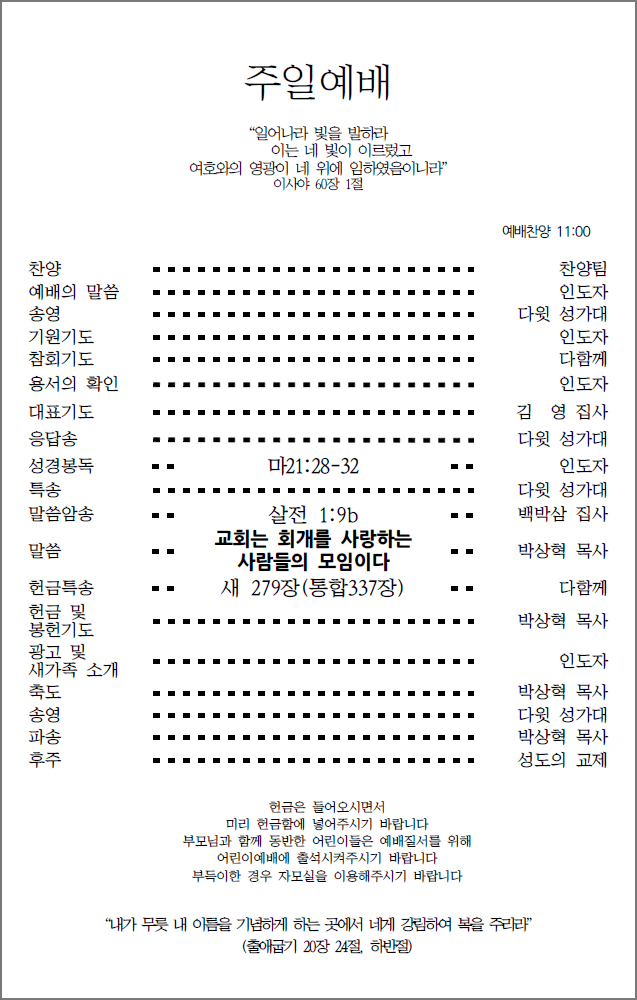 주일예배
“일어나라 빛을 발하라
이는 네 빛이 이르렀고
여호와의 영광이 네 위에 임하였음이니라”
이사야 60장 1절
예배찬양 11:00
찬양 찬양팀
예배의 말씀 인도자
송영 다윗 성가대
기원기도 인도자
참회기도 다함께
용서의 확인 인도자
대표기도 김 영 집사
응답송 다윗 성가대
성경봉독 마21:28-32 인도자
특송 다윗 성가대
말씀암송 살전 1:9b 백박삼 집사
교회는 회개를 사랑하는
말씀 박상혁 목사
사람들의 모임이다
헌금특송 새 279장(통합337장) 다함께
헌금 및
봉헌기도 박상혁 목사
광고 및
새가족 소개 인도자
축도 박상혁 목사
송영 다윗 성가대
파송 박상혁 목사
후주 성도의 교제
헌금은 들어오시면서
미리 헌금함에 넣어주시기 바랍니다
부모님과 함께 동반한 어린이들은 예배질서를 위해
어린이예배에 출석시켜주시기 바랍니다
부득이한 경우 자모실을 이용해주시기 바랍니다
“내가 무릇 내 이름을 기념하게 하는 곳에서 네게 강림하여 복을 주리라”
(출애굽기 20장 24절, 하반절)